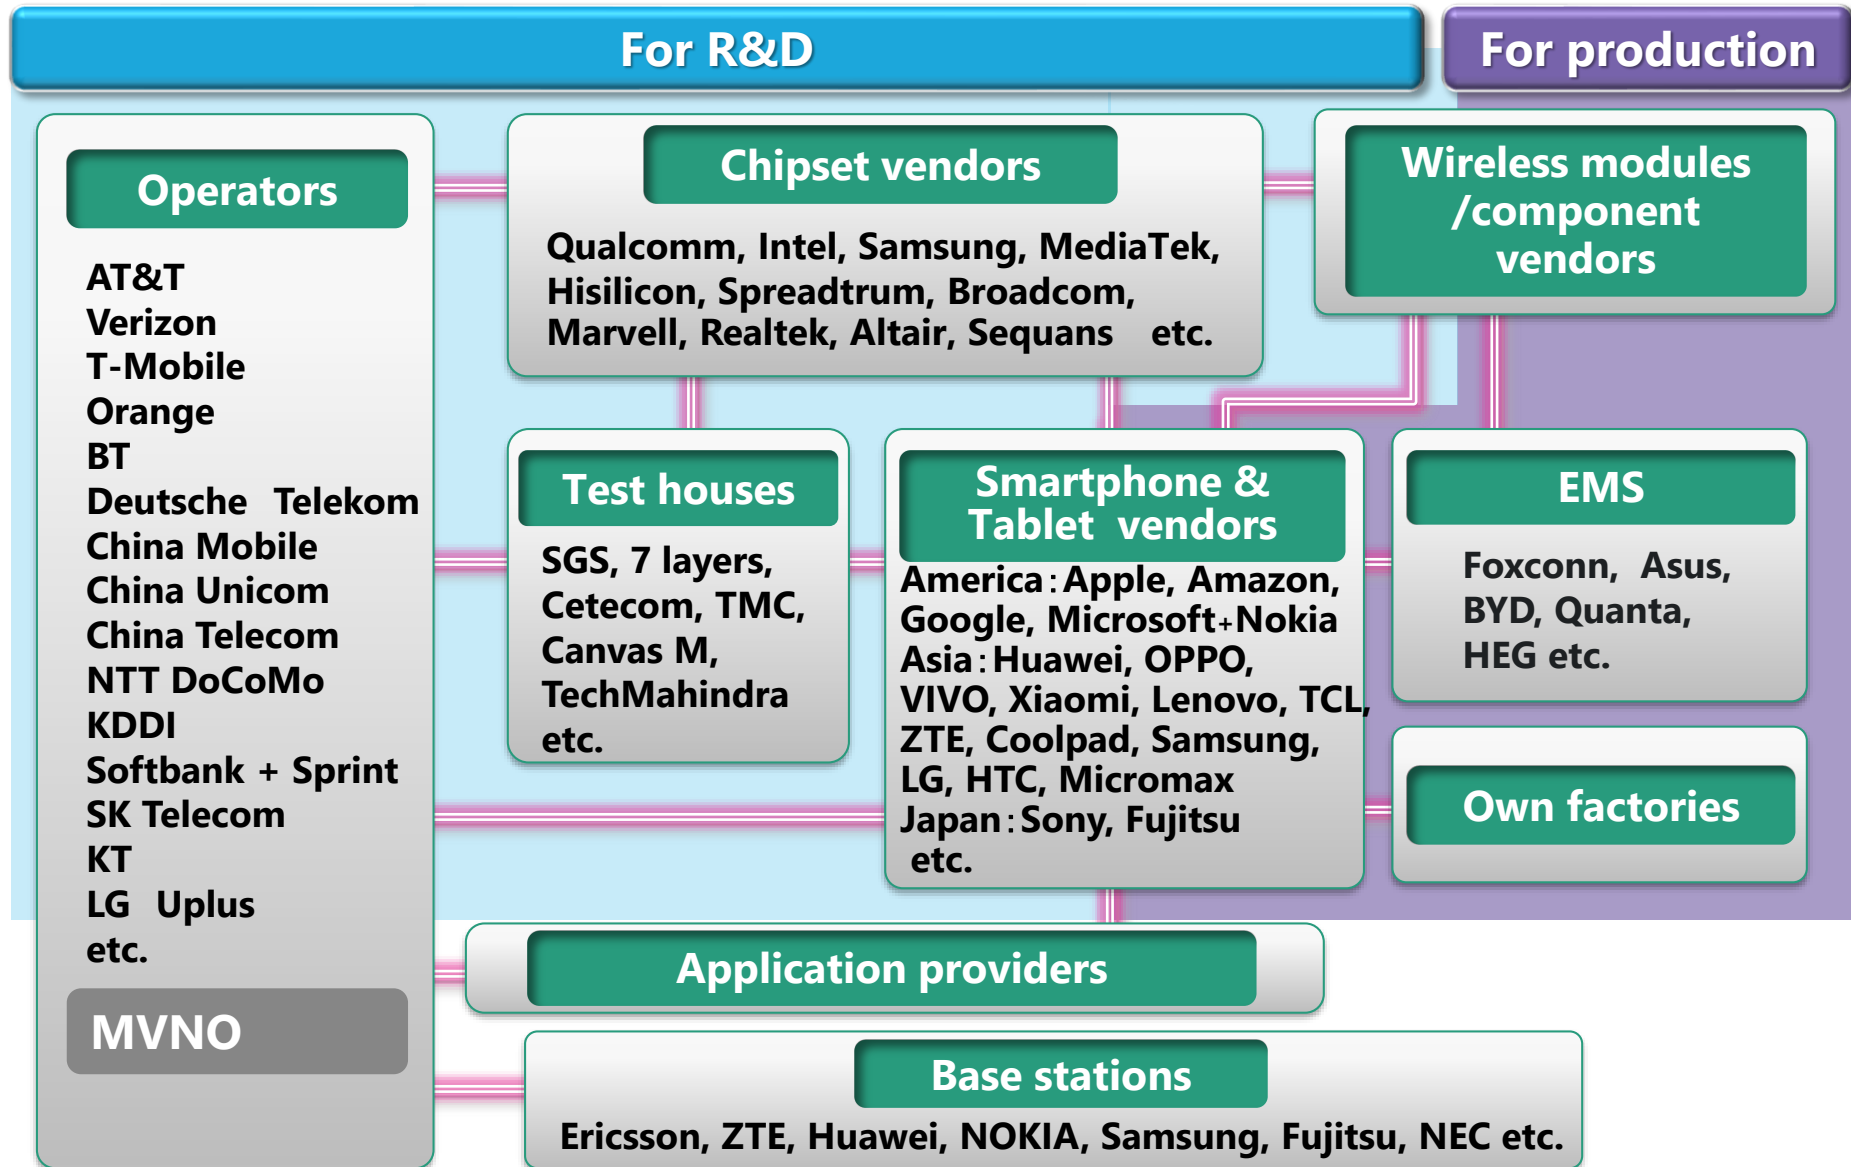 For R&D
For production
Operators
AT&T
Verizon
T-Mobile
Orange
BT
Deutsche Telekom
China Mobile
China Unicom
China Telecom
NTT DoCoMo
KDDI
Softbank + Sprint
SK Telecom
KT
LG Uplus
etc.
MVNO
Chipset vendors
Qualcomm, Intel, Samsung, MediaTek,
Hisilicon, Spreadtrum, Broadcom,
Marvell, Realtek, Altair, Sequans etc.
Wireless modules
/component
vendors
Test houses
SGS, 7 layers,
Cetecom, TMC,
Canvas M,
TechMahindra
etc.
Smartphone &
Tablet vendors
America：Apple, Amazon,
Google, Microsoft+Nokia
Asia：Huawei, OPPO,
VIVO, Xiaomi, Lenovo, TCL,
ZTE, Coolpad, Samsung,
LG, HTC, Micromax
Japan：Sony, Fujitsu
etc.
EMS
Foxconn, Asus,
BYD, Quanta,
HEG etc.
Own factories
Application providers
Base stations
Ericsson, ZTE, Huawei, NOKIA, Samsung, Fujitsu, NEC etc.